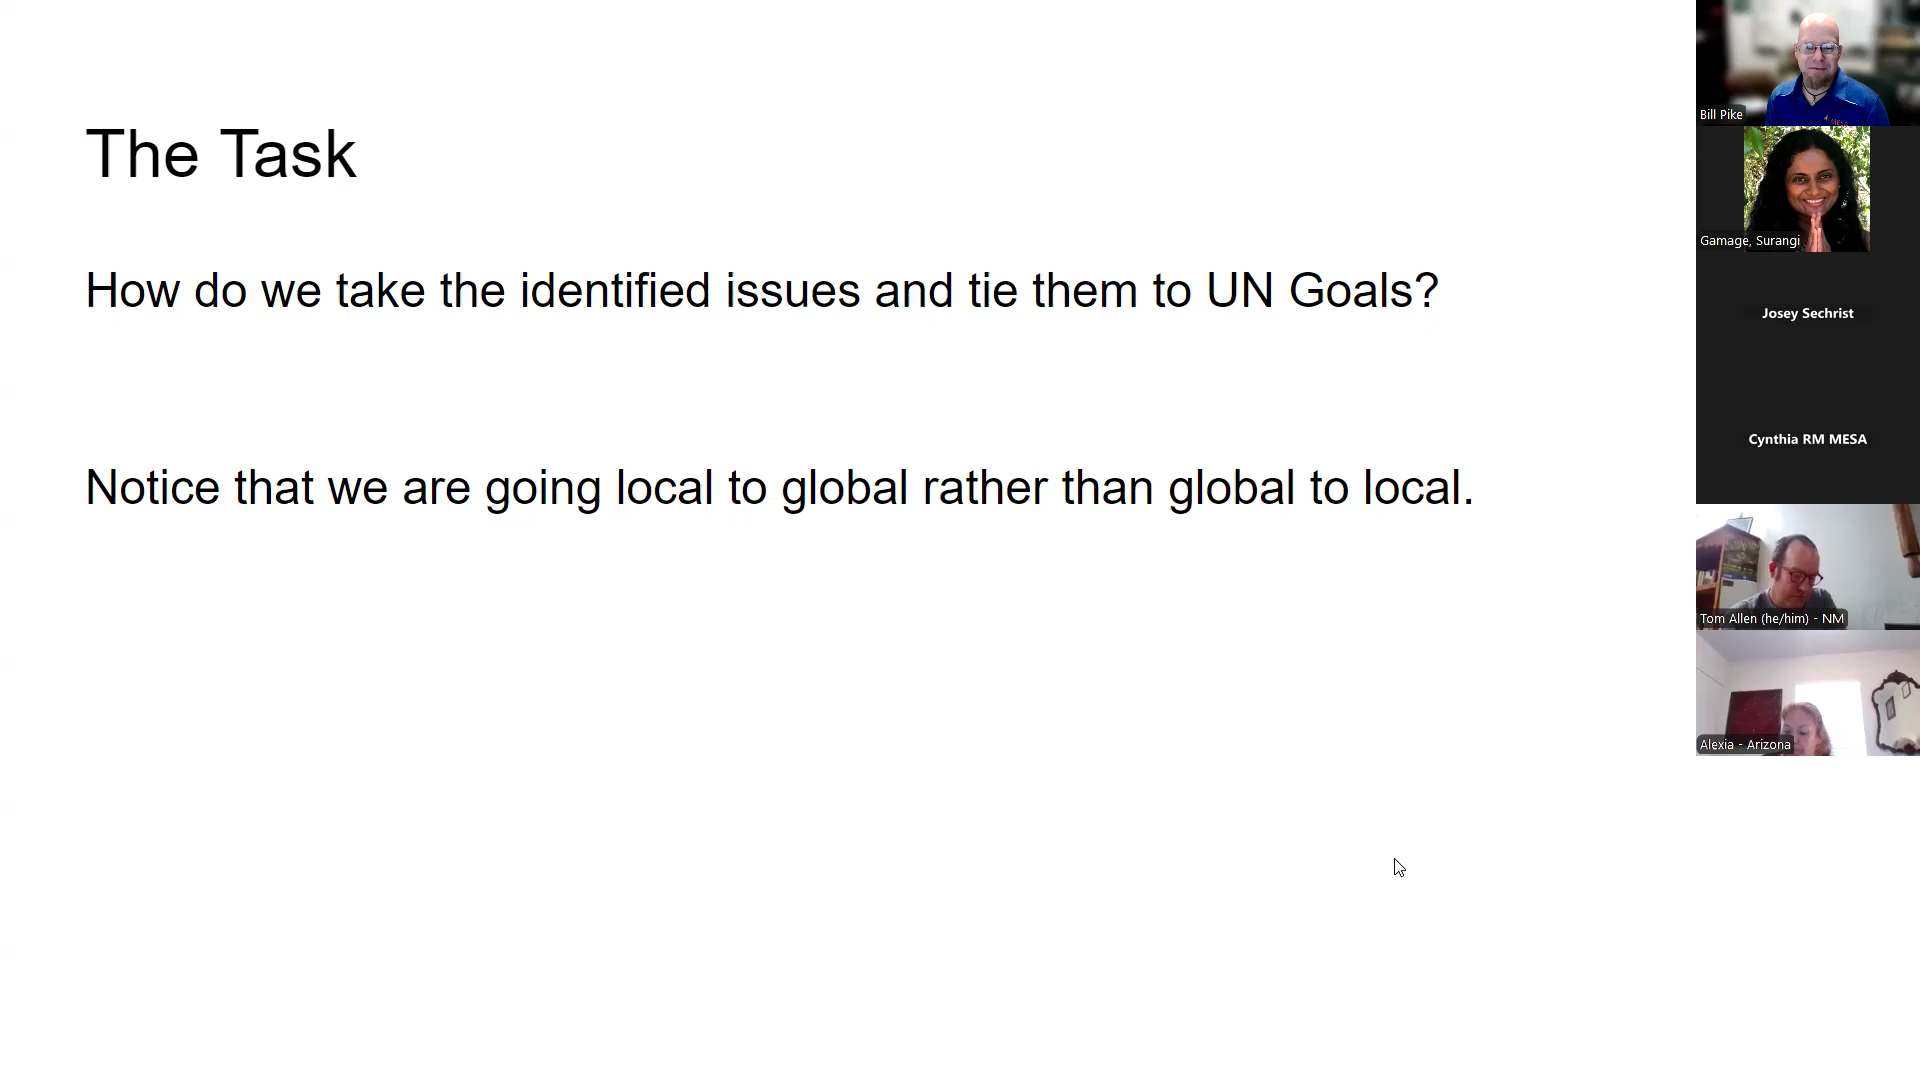 The Task
How do we take the identified issues and tie them to UN Goals?
Notice that we are going local to global rather than global to local.
Bill Pike
Gamage, Surangi
Josey Sechrist
Cynthia RM MESA
Tom Allen (he/him) - NM
Alexia - Arizona